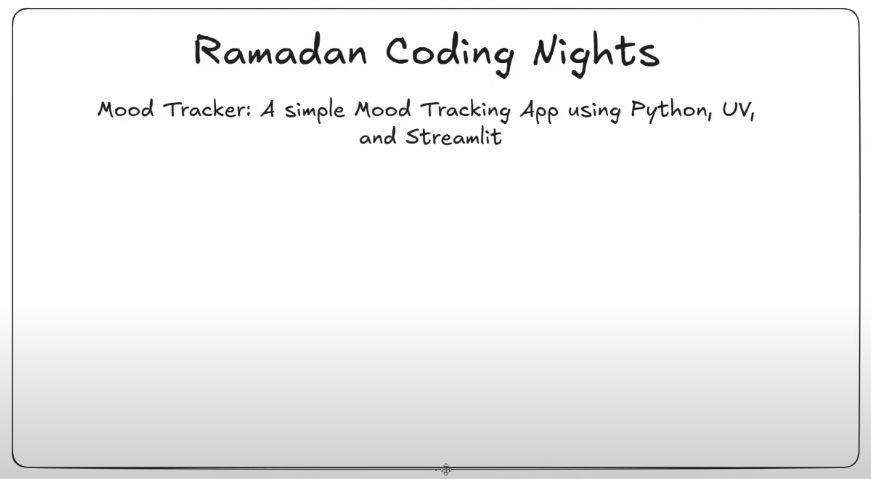 Ramadan Coding Nights
Mood Tracker: A simple Mood Tracking App using Python, UV,
and Streamlit